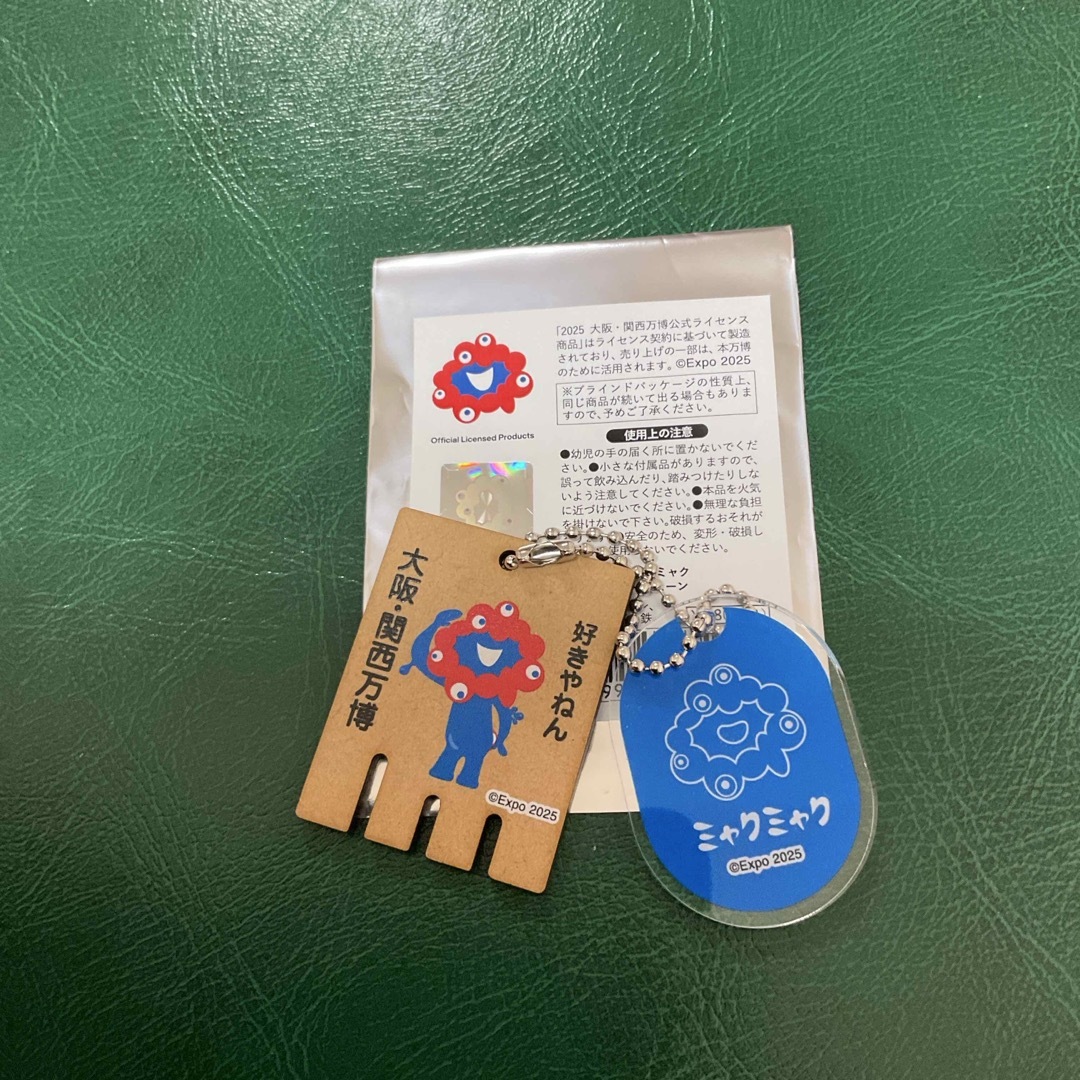 「2025 大阪・関西万博公式ライセンス
商品」はライセンス契約に基づいて製造
されており、売り上げの一部は、本万博
のために活用されます。©Expo 2025
※ブラインドパッケージの性質上、
同じ商品が続いて出る場合もありま
すので、予めご了承ください。
Official Licensed Products
使用上の注意
●幼児の手の届く所に置かないでくだ
さい。●小さな付属品がありますので、
誤って飲み込んだり、踏みつけたりしな
いよう注意してください。●本品を火気
に近づけないでください。●無理な負担
を掛けないで下さい。破損するおそれが
安全のため、変形・破損し
使用 ないでください。
ミャク
ーン
鉄
大阪・関西万博
好きやねん
©Expo 2025
ミャクミャク
©Expo 2025